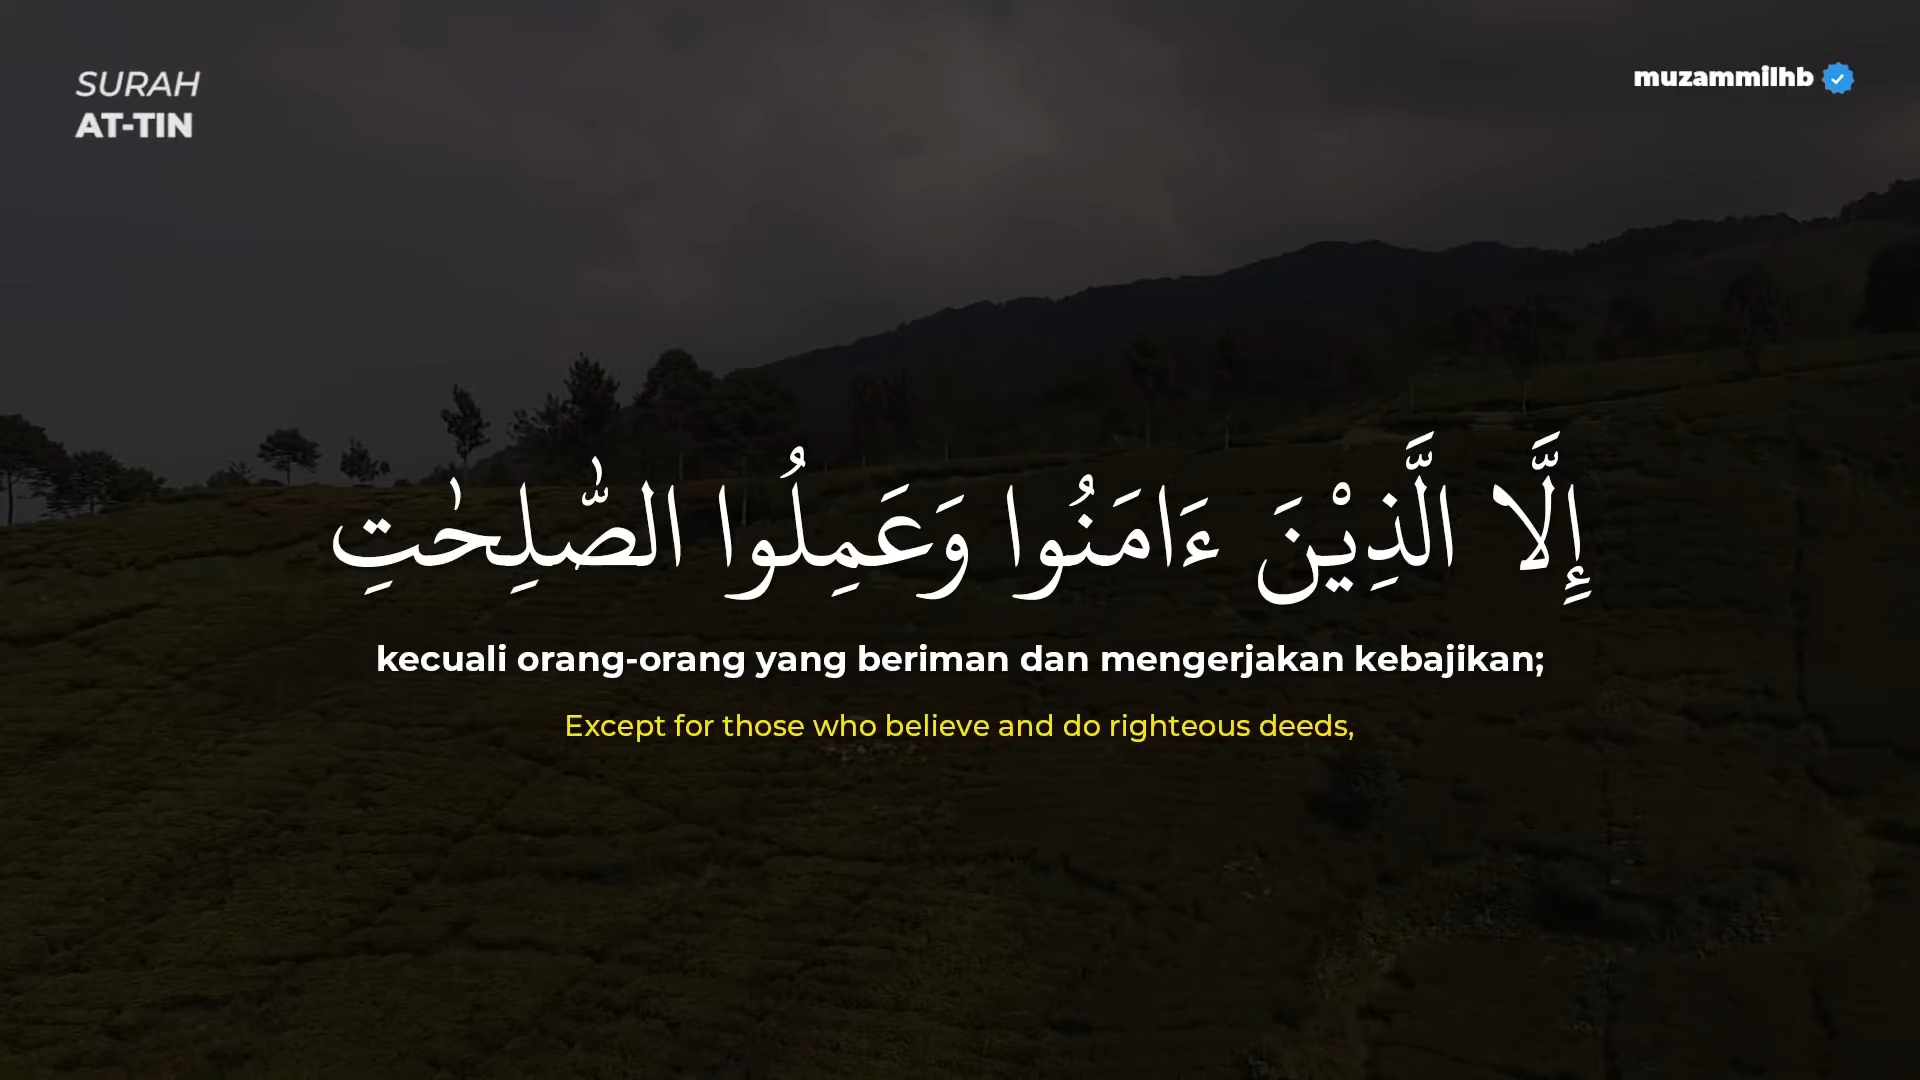 SURAH
AT-TIN
muzammilhb
إِلَّا الَّذِيْنَ ءَامَنُوا وَعَمِلُوا الصّٰلِحٰتِ
kecuali orang-orang yang beriman dan mengerjakan kebajikan;
Except for those who believe and do righteous deeds,